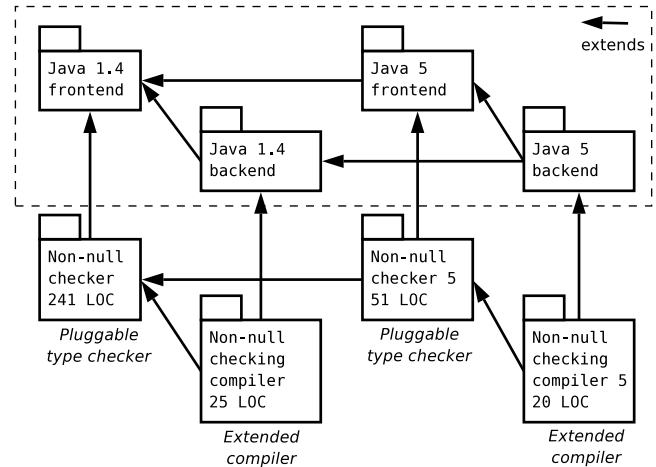 extends
Java 1.4
frontend
Java 5
frontend
Java 1.4
backend
Java 5
backend
Non-null
checker
241 LOC
Pluggable
type checker
Non-null
checking
compiler
25 LOC
Extended
compiler
Non-null
checker 5
51 LOC
Pluggable
type checker
Non-null
checking
compiler 5
20 LOC
Extended
compiler